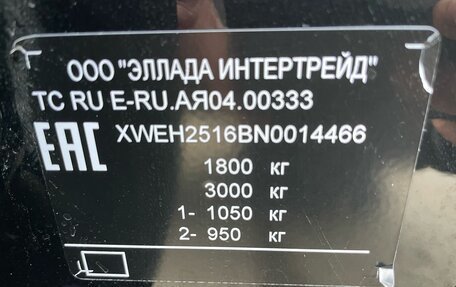 ООО "ЭЛЛАДА ИНТЕРТРЕЙД"
ТС RU E-RU.АЯ04.00333
EAC XWEH2516BN0014466
1800 кг
3000 кг
1- 1050 кг
2- 950 кг